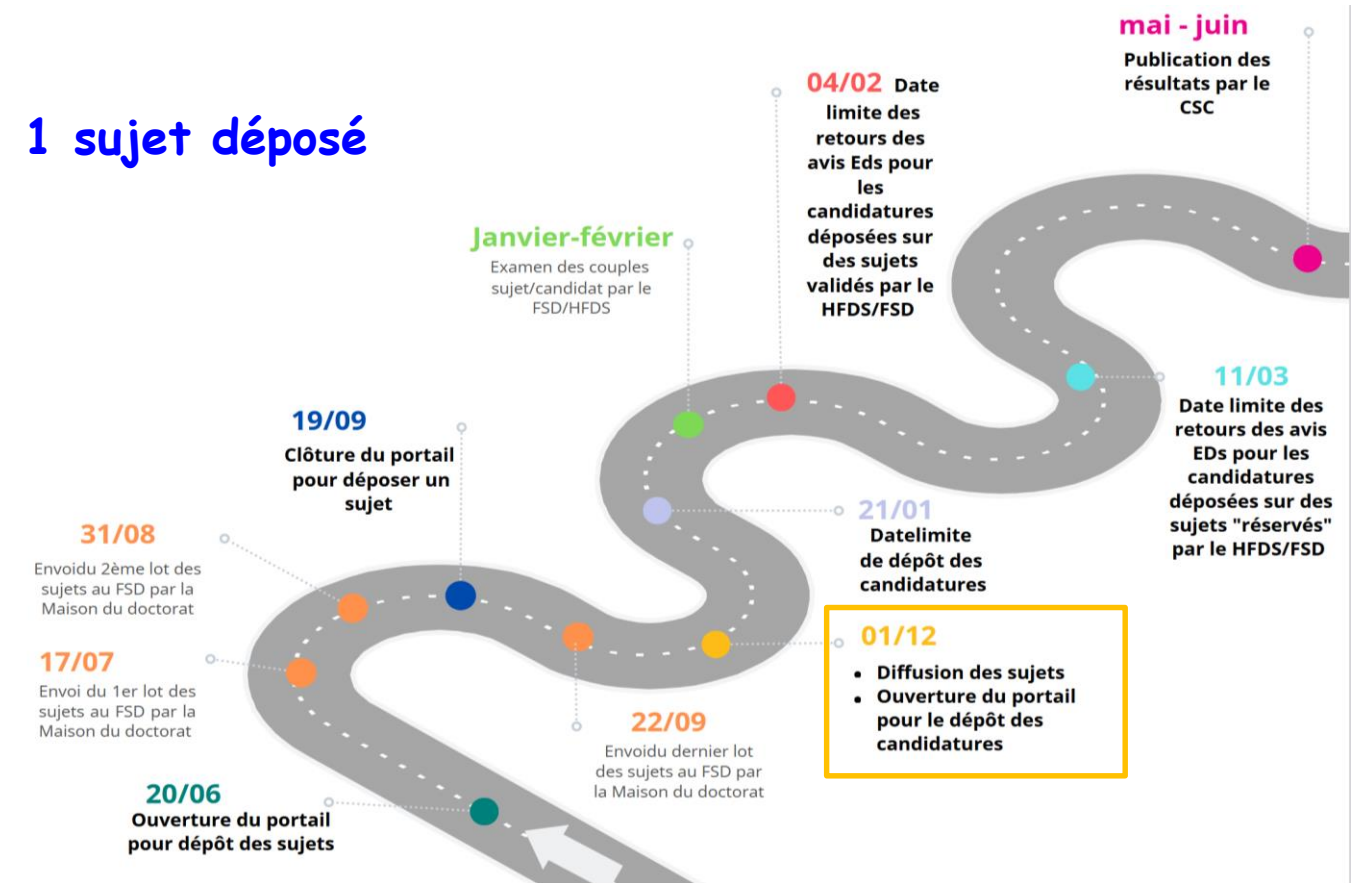 1 sujet déposé
20/06
Ouverture du portail
pour dépôt des sujets
17/07
Envoi du 1er lot des
sujets au FSD par la
Maison du doctorat
31/08
Envoidu 2ème lot des
sujets au FSD par la
Maison du doctorat
19/09
Clôture du portail
pour déposer un
sujet
22/09
Envoidu dernier lot
des sujets au FSD par
la Maison du doctorat
01/12
• Diffusion des sujets
• Ouverture du portail
pour le dépôt des
candidatures
21/01
Datelimite
de dépôt des
candidatures
Janvier-février
Examen des couples
sujet/candidat par le
FSD/HFDS
04/02 Date
limite des
retours des
avis Eds pour
les
candidatures
déposées sur
des sujets
validés par le
HFDS/FSD
11/03
Date limite des
retours des avis
EDs pour les
candidatures
déposées sur des
sujets "réservés"
par le HFDS/FSD
mai - juin
Publication des
résultats par le
CSC